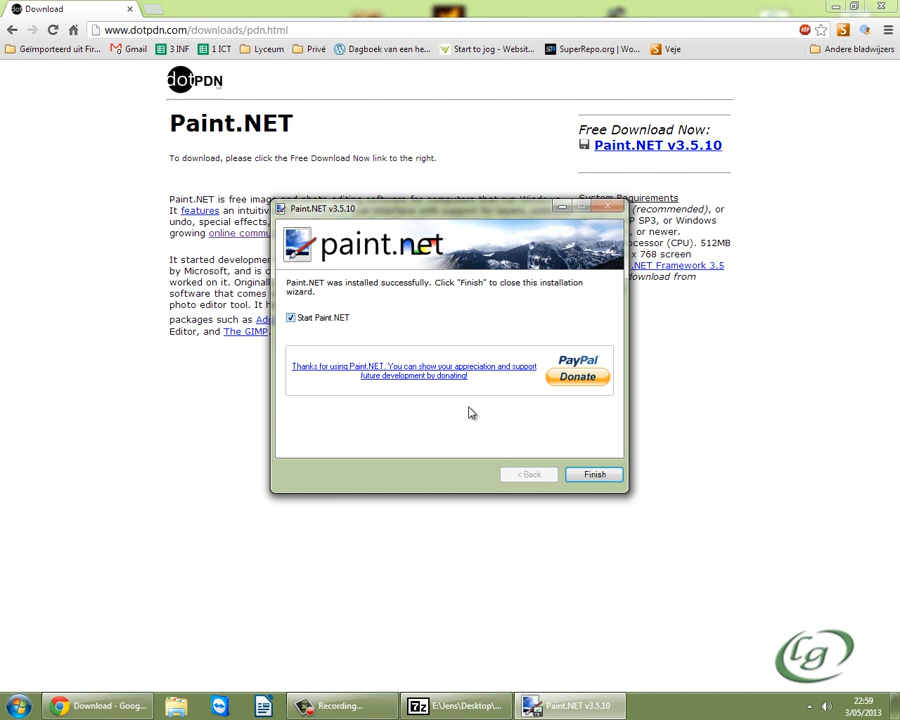 Download
www.dotpdn.com/downloads/pdn.html
Geïmporteerd uit Fir...
Gmail
3 INF
1 ICT
Lyceum
Privé
Dagboek van een he...
Start to jog - Websit...
SuperRepo.org | Wo...
Veje
Andere bladwijzers
dotPDN
Paint.NET
To download, please click the Free Download Now link to the right.
Free Download Now:
Paint.NET v3.5.10
Paint.NET is free image
It features an intuitiv
undo, special effects,
growing online commu
It started developme
by Microsoft, and is c
worked on it. Original
software that comes
photo editor tool. It h
packages such as Ad
Editor, and The GIMP
System Requirements
(recommended), or
P SP3, or Windows
, or newer.
ocessor (CPU). 512MB
x 768 screen
.NET Framework 3.5
download from
Paint.NET v3.5.10
paint.net
Paint.NET was installed successfully. Click "Finish" to close this installation
wizard.
Start Paint.NET
Thanks for using Paint.NET. You can show your appreciation and support
future development by donating!
PayPal
Donate
< Back
Finish
lg
Download - Goog...
Recording...
7z
E:\Jens\Desktop\...
Paint.NET v3.5.10
22:59
3/05/2013